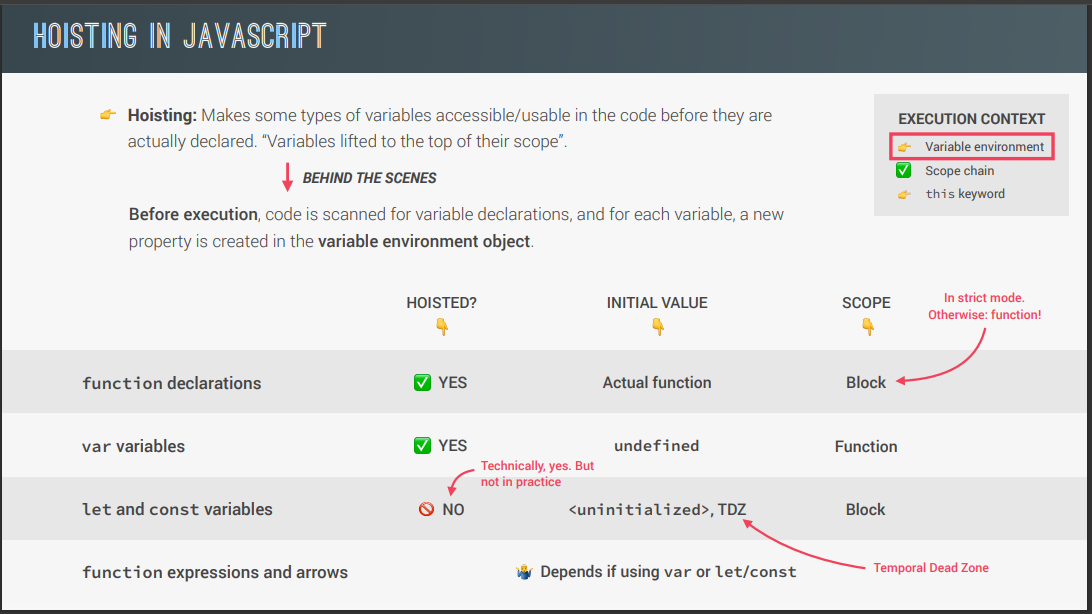 HOISTING IN JAVASCRIPT
👉 Hoisting: Makes some types of variables accessible/usable in the code before they are
actually declared. “Variables lifted to the top of their scope”.
BEHIND THE SCENES
Before execution, code is scanned for variable declarations, and for each variable, a new
property is created in the variable environment object.
EXECUTION CONTEXT
👉 Variable environment
✅ Scope chain
👉 this keyword
HOISTED?
INITIAL VALUE
SCOPE
👇 👇 👇
In strict mode.
Otherwise: function!
function declarations ✅ YES Actual function Block
var variables ✅ YES undefined Function
Technically, yes. But
not in practice
let and const variables 🚫 NO <uninitialized>, TDZ Block
Temporal Dead Zone
function expressions and arrows 🤷‍♂️ Depends if using var or let/const